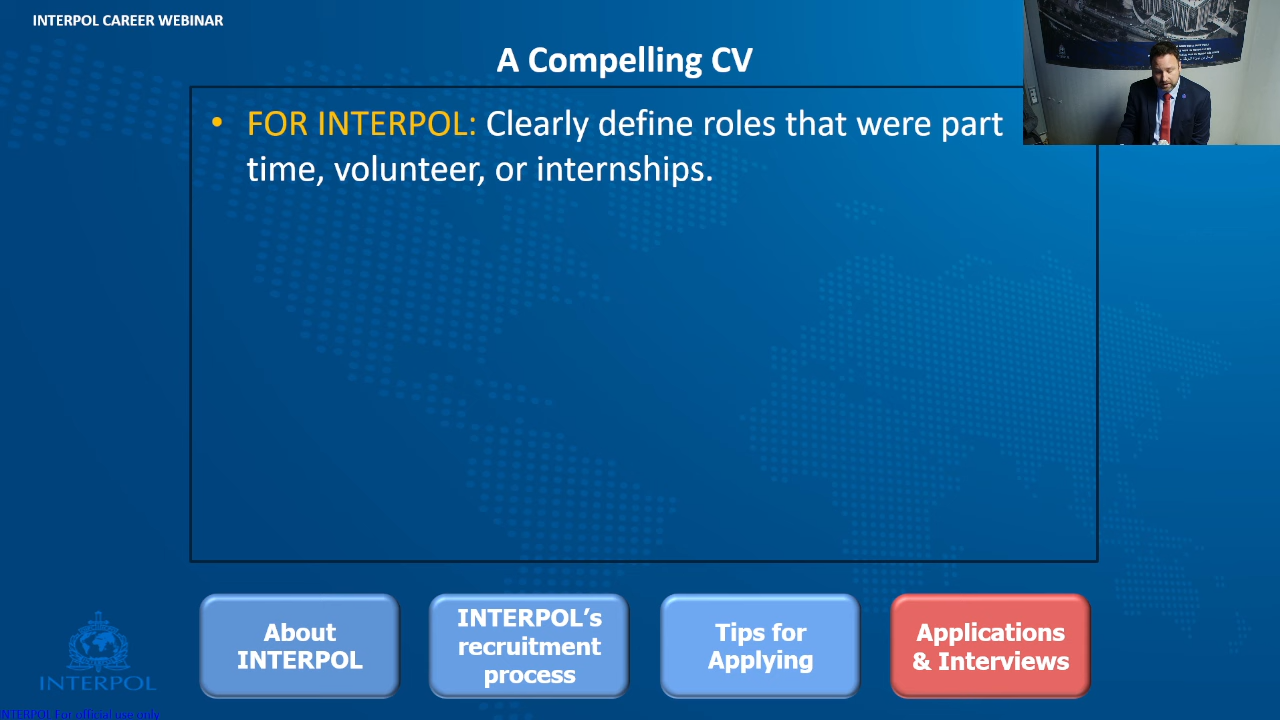 INTERPOL CAREER WEBINAR
A Compelling CV
• FOR INTERPOL: Clearly define roles that were part
time, volunteer, or internships.
About
INTERPOL
INTERPOL’s
recruitment
process
Tips for
Applying
Applications
& Interviews
INTERPOL
INTERPOL For official use only